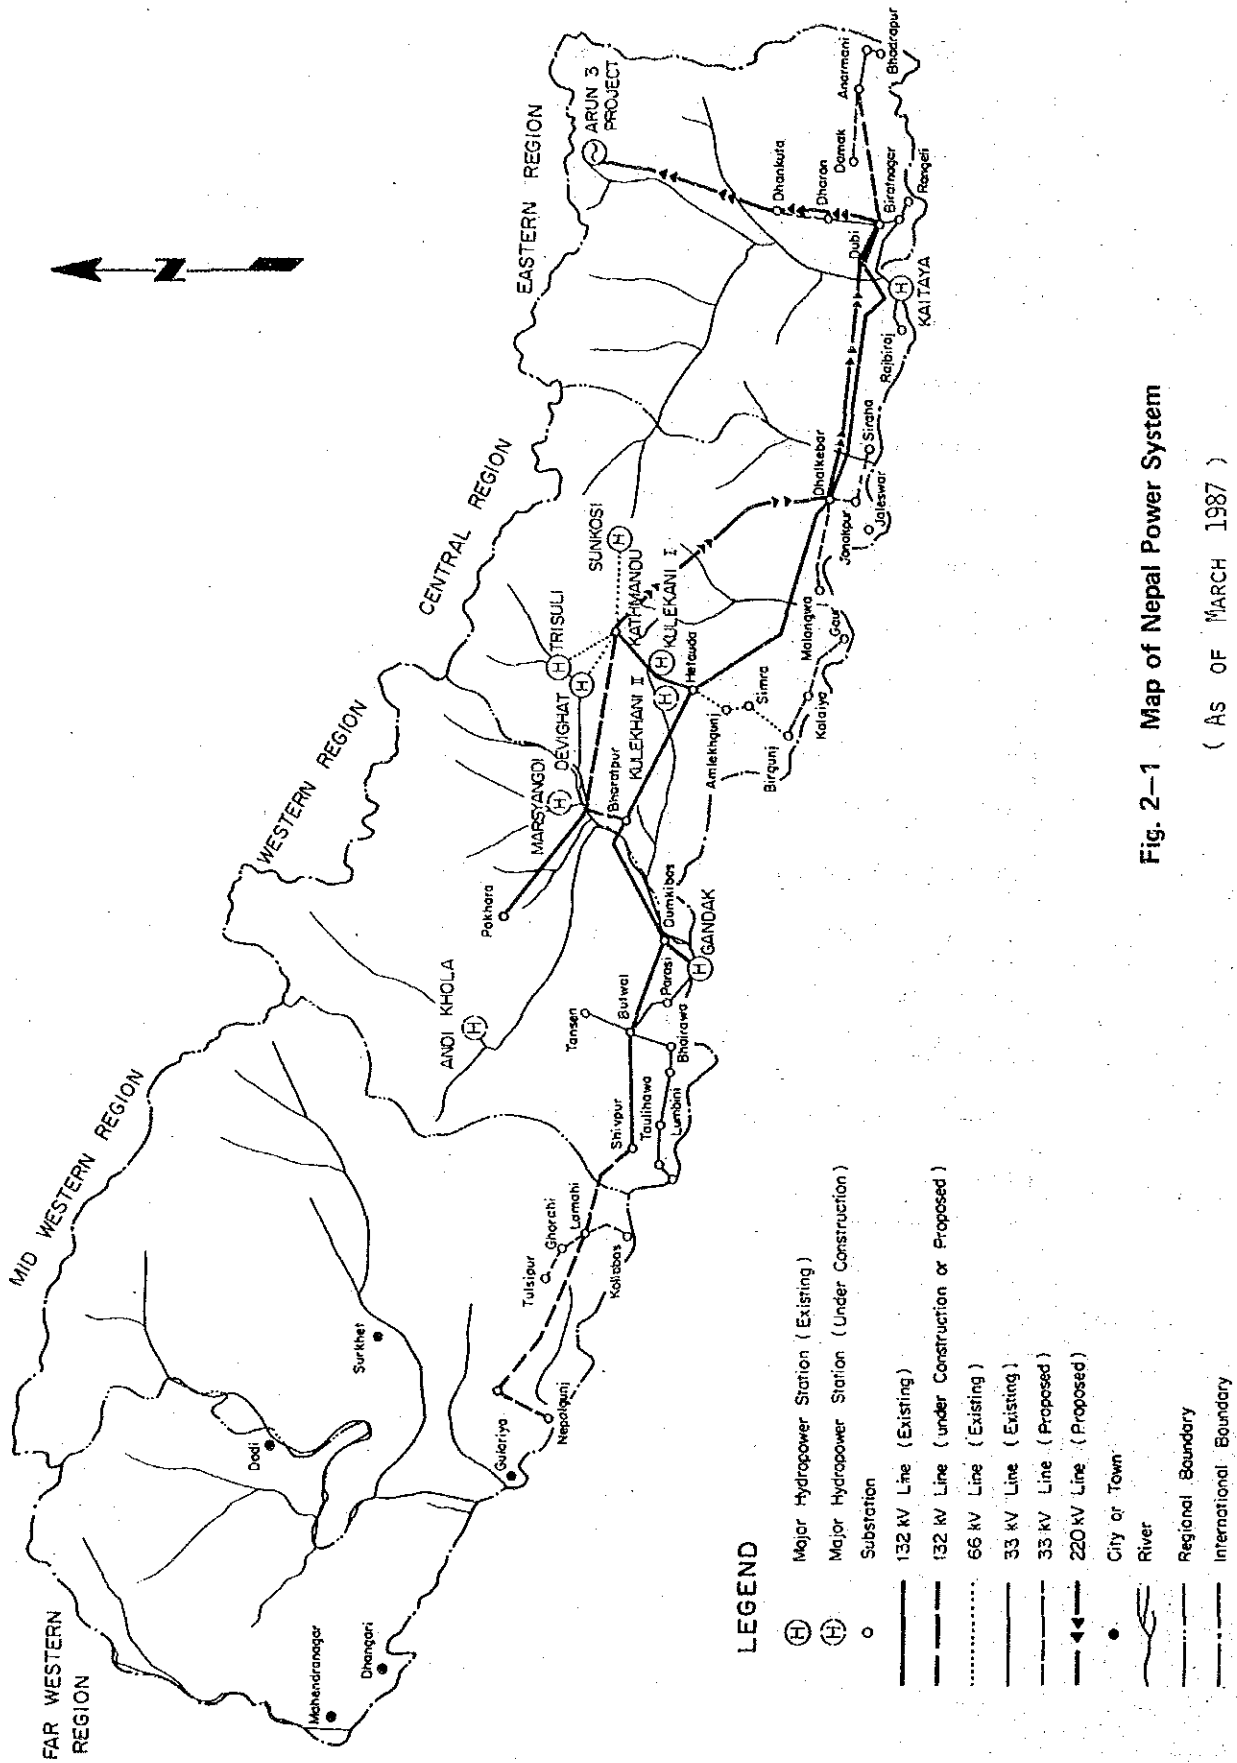 FAR WESTERN
REGION
MID WESTERN REGION
WESTERN REGION
CENTRAL REGION
EASTERN REGION
N
Mahendranagar
Dhangari
Dadi
Surkhet
Gulariya
Nepalgunj
Tulsipur
Ghorahi
Lamahi
Koilabas
Shivpur
Taulihawa
Lumbini
Bhairawa
Butwal
Tansen
Parasi
GANDAK
Dumkibas
ANDI KHOLA
Pokhara
MARSYANGDI
Bharatpur
DEVIGHAT
TRISULI
KULEKHANI II
KULEKANI I
KATHMANDU
SUNKOSI
Hetauda
Amlekhgunj
Simra
Birgunj
Kalaiya
Gaur
Malangwa
Jaleswar
Janakpur
Dhalkebar
Siraha
Rajbiraj
KAITAYA
Dubi
Biratnagar
Rangeli
Dharan
Dhankuta
Damak
Anarmani
Bhadrapur
ARUN 3
PROJECT
H
H
H
H
H
H
H
H
H
LEGEND
H Major Hydropower Station (Existing)
H Major Hydropower Station (Under Construction)
Substation
132 kV Line (Existing)
132 kV Line (under Construction or Proposed)
66 kV Line (Existing)
33 kV Line (Existing)
33 kV Line (Proposed)
220 kV Line (Proposed)
City or Town
River
Regional Boundary
International Boundary
Fig. 2–1 Map of Nepal Power System
( AS OF MARCH 1987 )